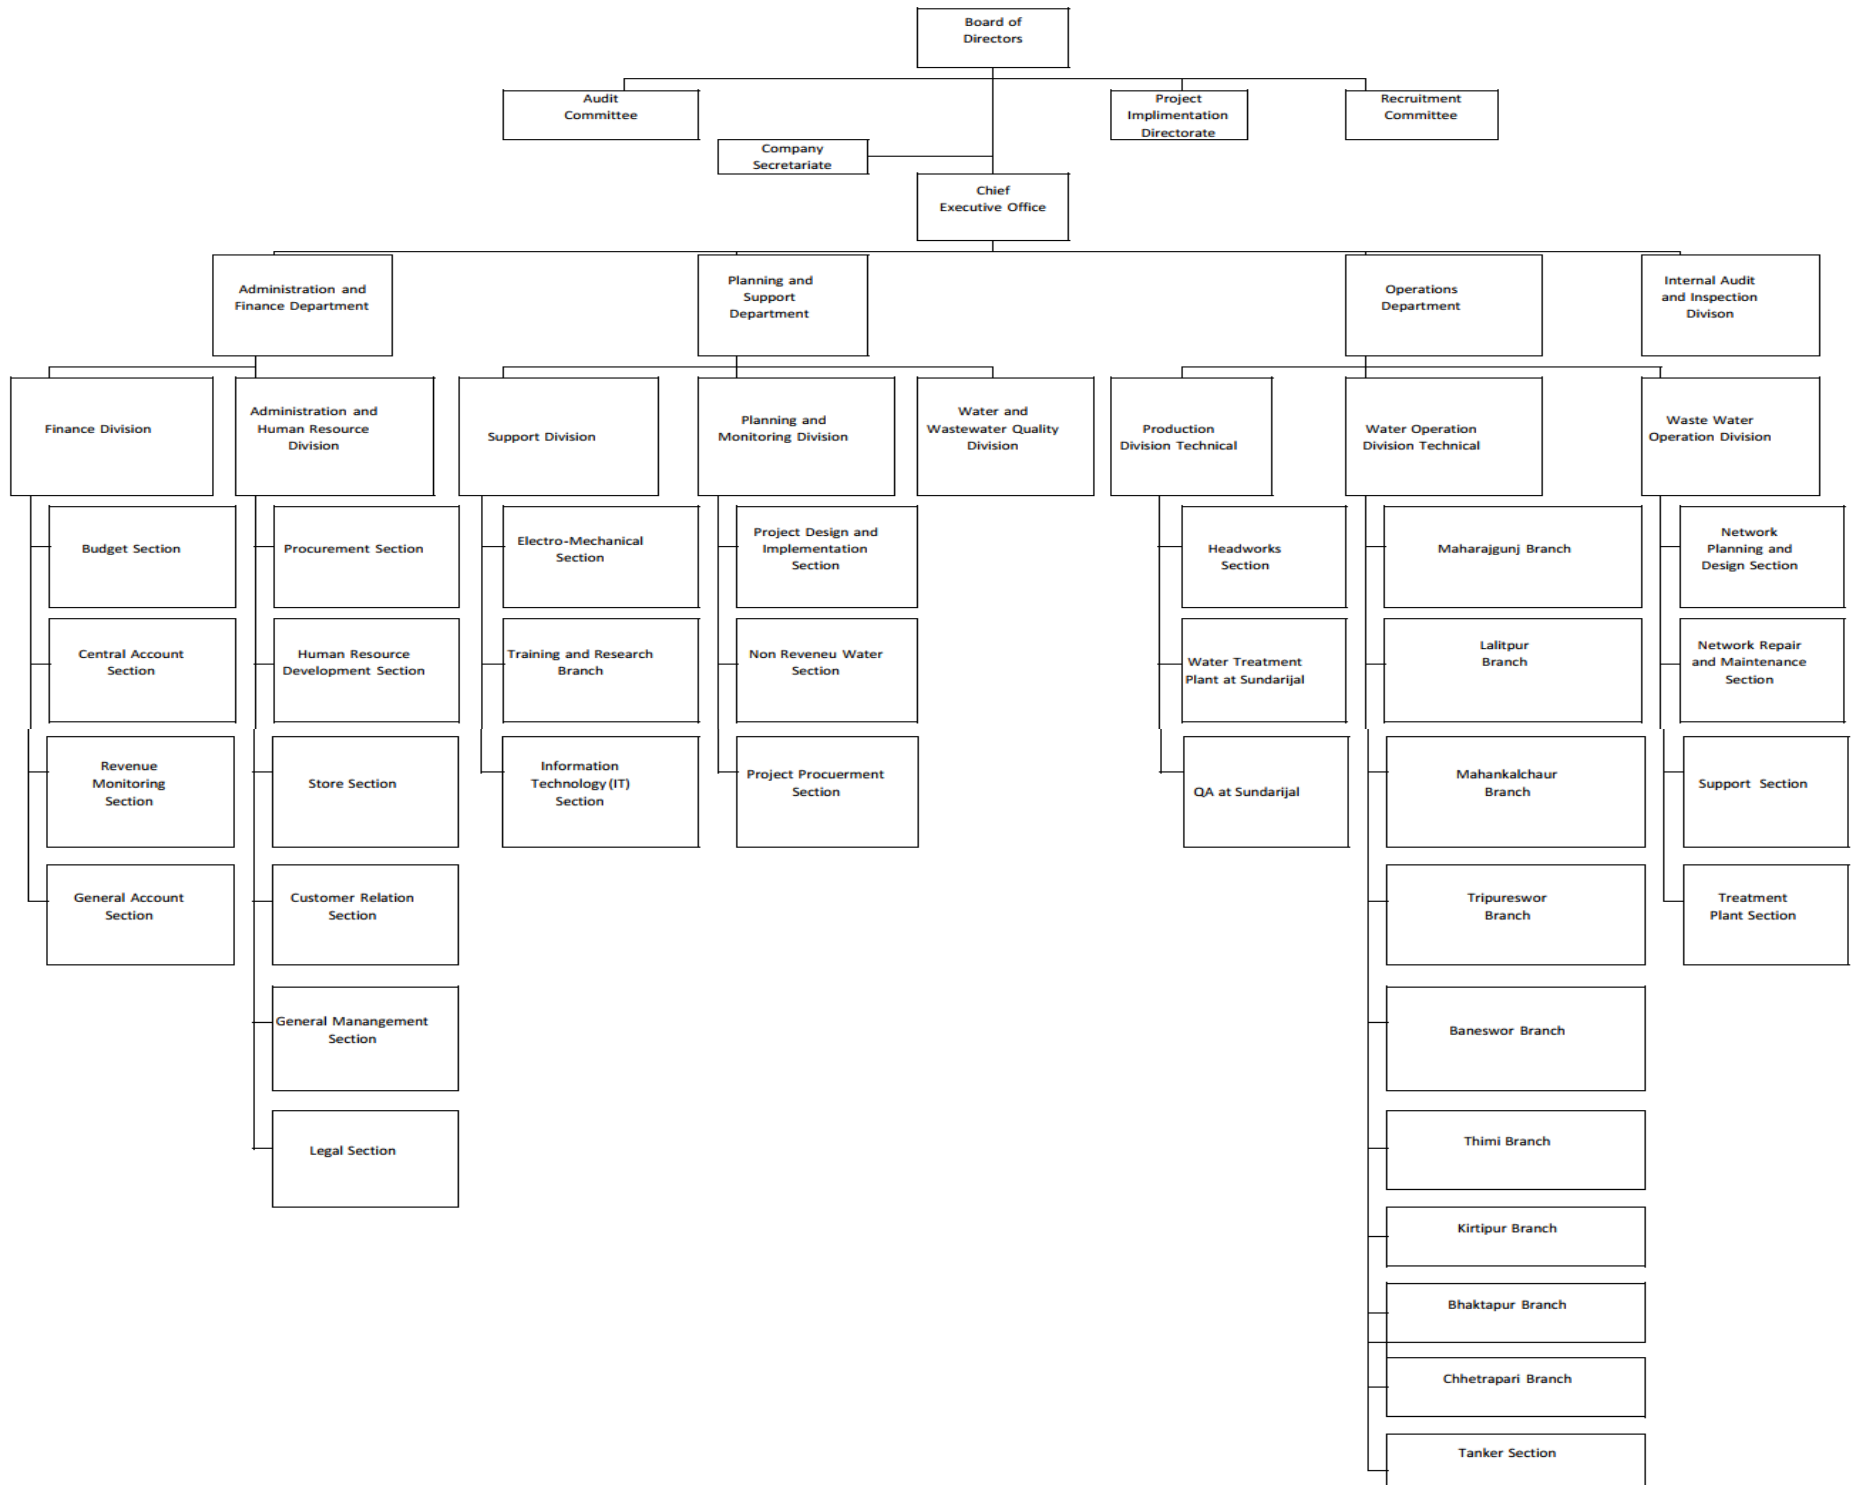 Board of
Directors
Audit
Committee
Project
Implimentation
Directorate
Recruitment
Committee
Company
Secretariate
Chief
Executive Office
Administration and
Finance Department
Planning and
Support
Department
Operations
Department
Internal Audit
and Inspection
Divison
Finance Division
Administration and
Human Resource
Division
Support Division
Planning and
Monitoring Division
Water and
Wastewater Quality
Division
Production
Division Technical
Water Operation
Division Technical
Waste Water
Operation Division
Budget Section
Procurement Section
Electro-Mechanical
Section
Project Design and
Implementation
Section
Headworks
Section
Maharajgunj Branch
Network
Planning and
Design Section
Central Account
Section
Human Resource
Development Section
Training and Research
Branch
Non Reveneu Water
Section
Water Treatment
Plant at Sundarijal
Lalitpur
Branch
Network Repair
and Maintenance
Section
Revenue
Monitoring
Section
Store Section
Information
Technology (IT)
Section
Project Procuerment
Section
QA at Sundarijal
Mahankalchaur
Branch
Support Section
General Account
Section
Customer Relation
Section
Tripureswor
Branch
Treatment
Plant Section
General Manangement
Section
Baneswor Branch
Legal Section
Thimi Branch
Kirtipur Branch
Bhaktapur Branch
Chhetrapari Branch
Tanker Section